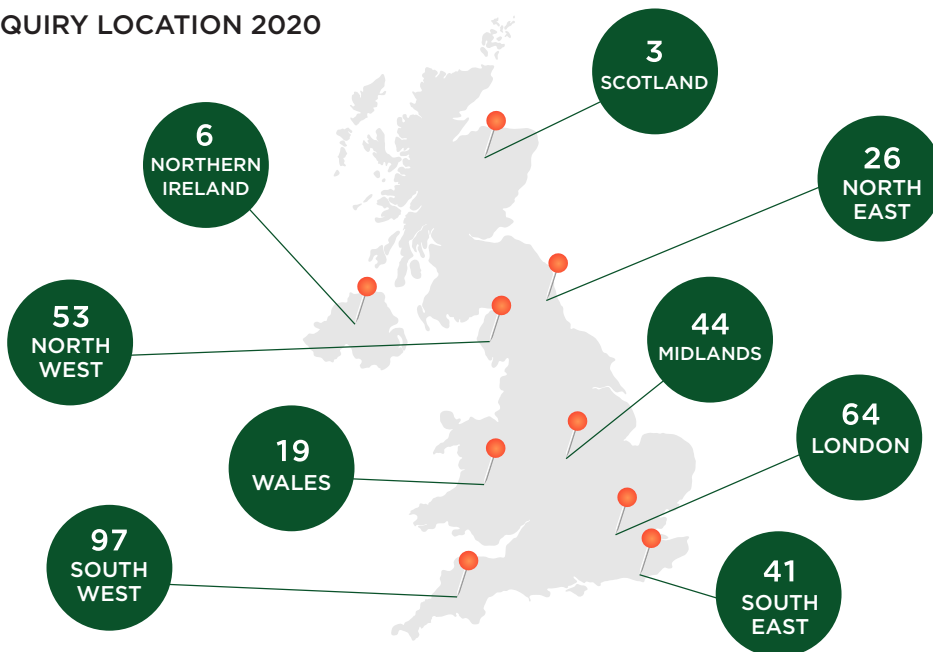 QUIRY LOCATION 2020
3
SCOTLAND
6
NORTHERN
IRELAND
26
NORTH
EAST
53
NORTH
WEST
44
MIDLANDS
64
LONDON
19
WALES
97
SOUTH
WEST
41
SOUTH
EAST